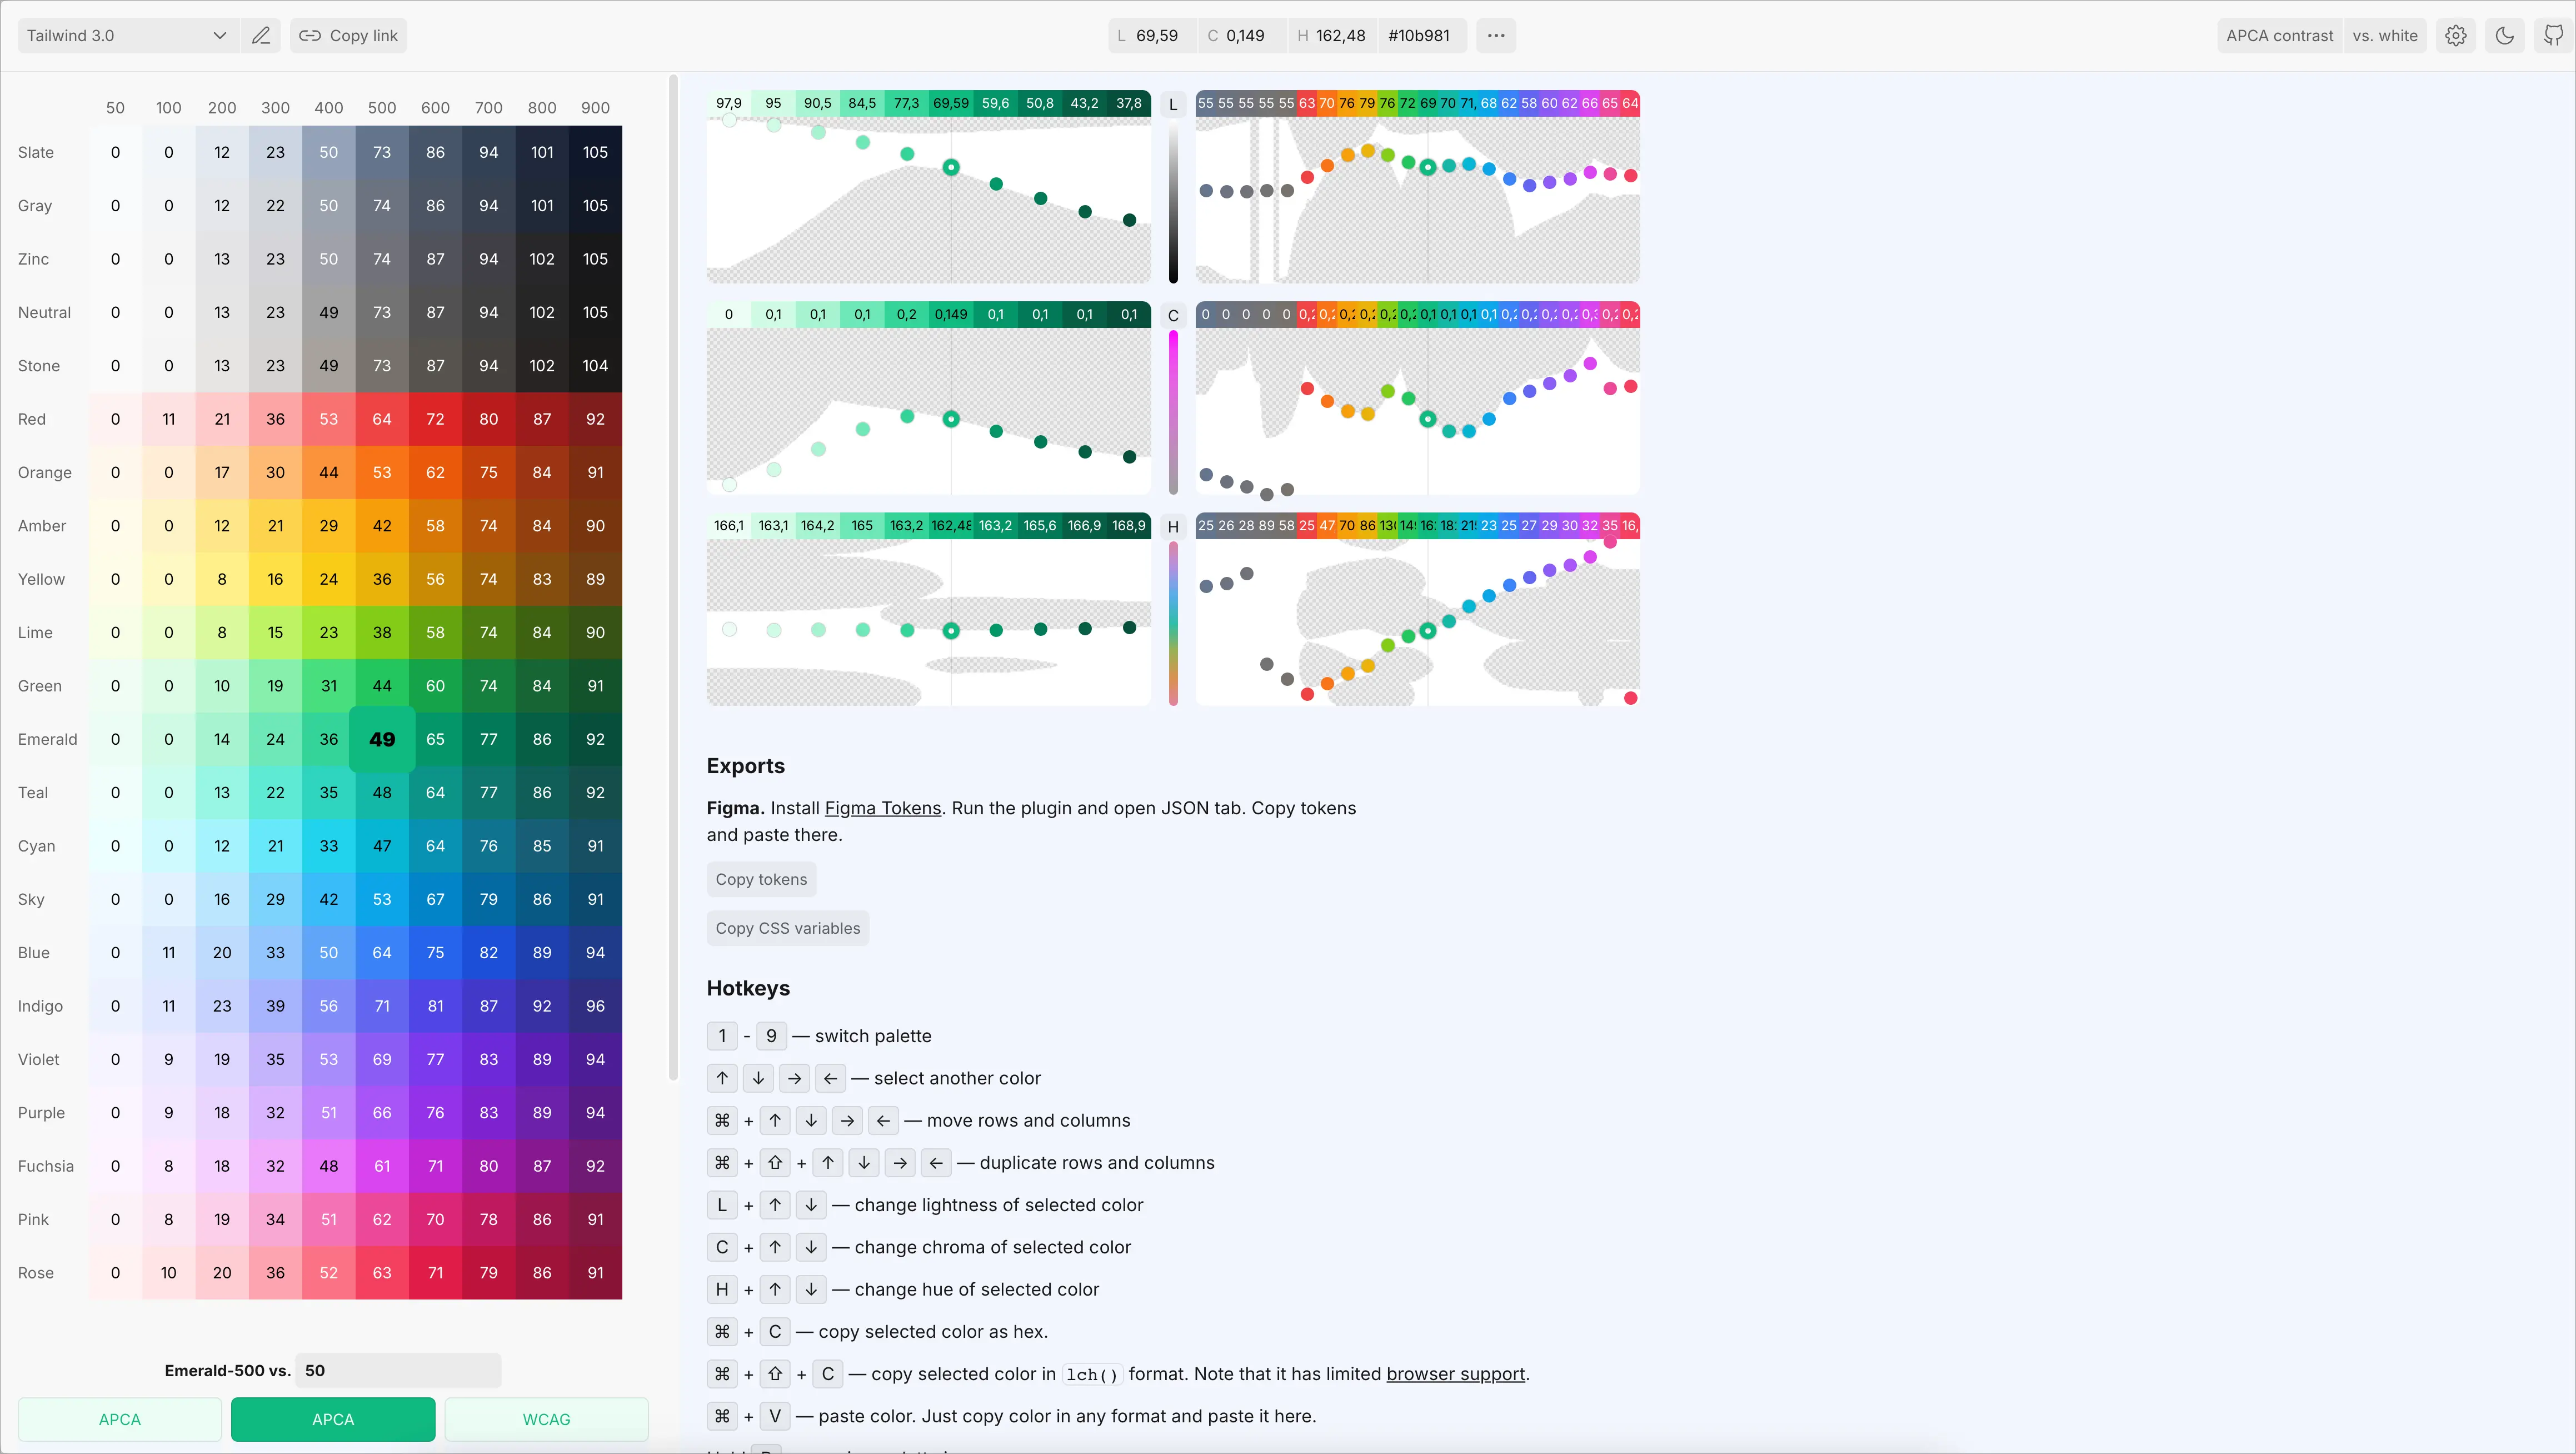 Tailwind 3.0
Copy link
L 69,59 C 0,149 H 162,48 #10b981
APCA contrast vs. white
50 100 200 300 400 500 600 700 800 900
Slate 0 0 12 23 50 73 86 94 101 105
Gray 0 0 12 22 50 74 86 94 101 105
Zinc 0 0 13 23 50 74 87 94 102 105
Neutral 0 0 13 23 49 73 87 94 102 105
Stone 0 0 13 23 49 73 87 94 102 104
Red 0 11 21 36 53 64 72 80 87 92
Orange 0 0 17 30 44 53 62 75 84 91
Amber 0 0 12 21 29 42 58 74 84 90
Yellow 0 0 8 16 24 36 56 74 83 89
Lime 0 0 8 15 23 38 58 74 84 90
Green 0 0 10 19 31 44 60 74 84 91
Emerald 0 0 14 24 36 49 65 77 86 92
Teal 0 0 13 22 35 48 64 77 86 92
Cyan 0 0 12 21 33 47 64 76 85 91
Sky 0 0 16 29 42 53 67 79 86 91
Blue 0 11 20 33 50 64 75 82 89 94
Indigo 0 11 23 39 56 71 81 87 92 96
Violet 0 9 19 35 53 69 77 83 89 94
Purple 0 9 18 32 51 66 76 83 89 94
Fuchsia 0 8 18 32 48 61 71 80 87 92
Pink 0 8 19 34 51 62 70 78 86 91
Rose 0 10 20 36 52 63 71 79 86 91
Emerald-500 vs. 50
APCA APCA WCAG
97,9 95 90,5 84,5 77,3 69,59 59,6 50,8 43,2 37,8 L 55 55 55 55 55 63 70 76 79 76 72 69 70 71, 68 62 58 60 62 66 65 64
0 0,1 0,1 0,1 0,2 0,149 0,1 0,1 0,1 0,1 C 0 0 0 0 0
166,1 163,1 164,2 165 163,2 162,48 163,2 165,6 166,9 168,9 H 25 26 28 89 58 25 47 70 86 23 25 27 29 30 32 35 16,
Exports
Figma. Install Figma Tokens. Run the plugin and open JSON tab. Copy tokens
and paste there.
Copy tokens
Copy CSS variables
Hotkeys
1 - 9 — switch palette
↑ ↓ → ← — select another color
⌘ + ↑ ↓ → ← — move rows and columns
⌘ + ⇧ + ↑ ↓ → ← — duplicate rows and columns
L + ↑ ↓ — change lightness of selected color
C + ↑ ↓ — change chroma of selected color
H + ↑ ↓ — change hue of selected color
⌘ + C — copy selected color as hex.
⌘ + ⇧ + C — copy selected color in lch() format. Note that it has limited browser support.
⌘ + V — paste color. Just copy color in any format and paste it here.